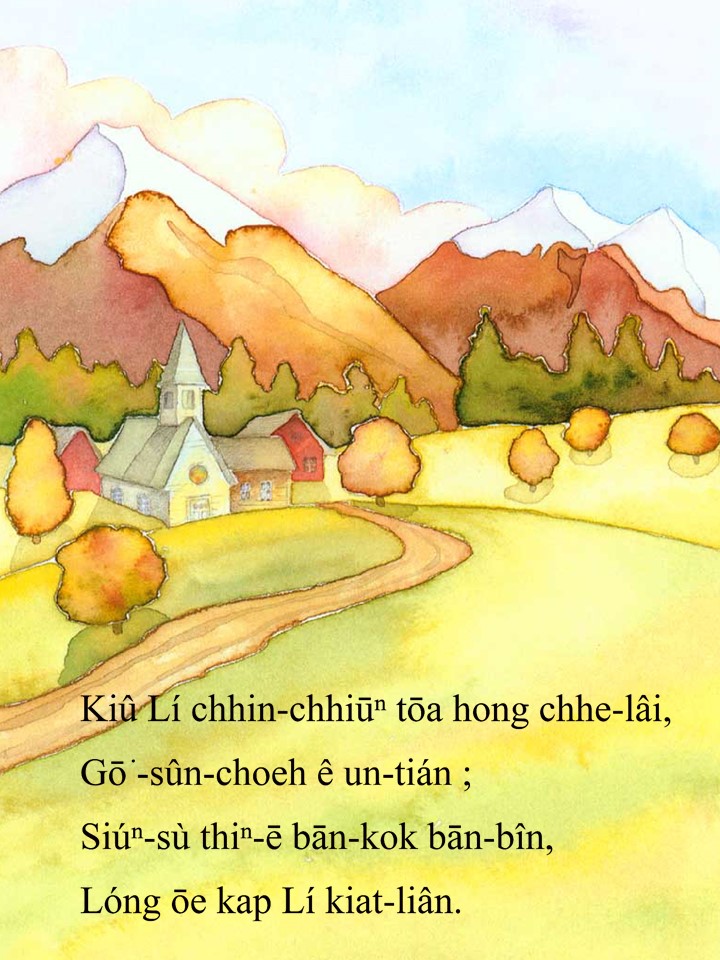 Kiû Lí chhin-chhiūⁿ tōa hong chhe-lâi,
Gō͘-sûn-choeh ê un-tián ;
Siúⁿ-sù thiⁿ-ē bān-kok bān-bîn,
Lóng ōe kap Lí kiat-liân.